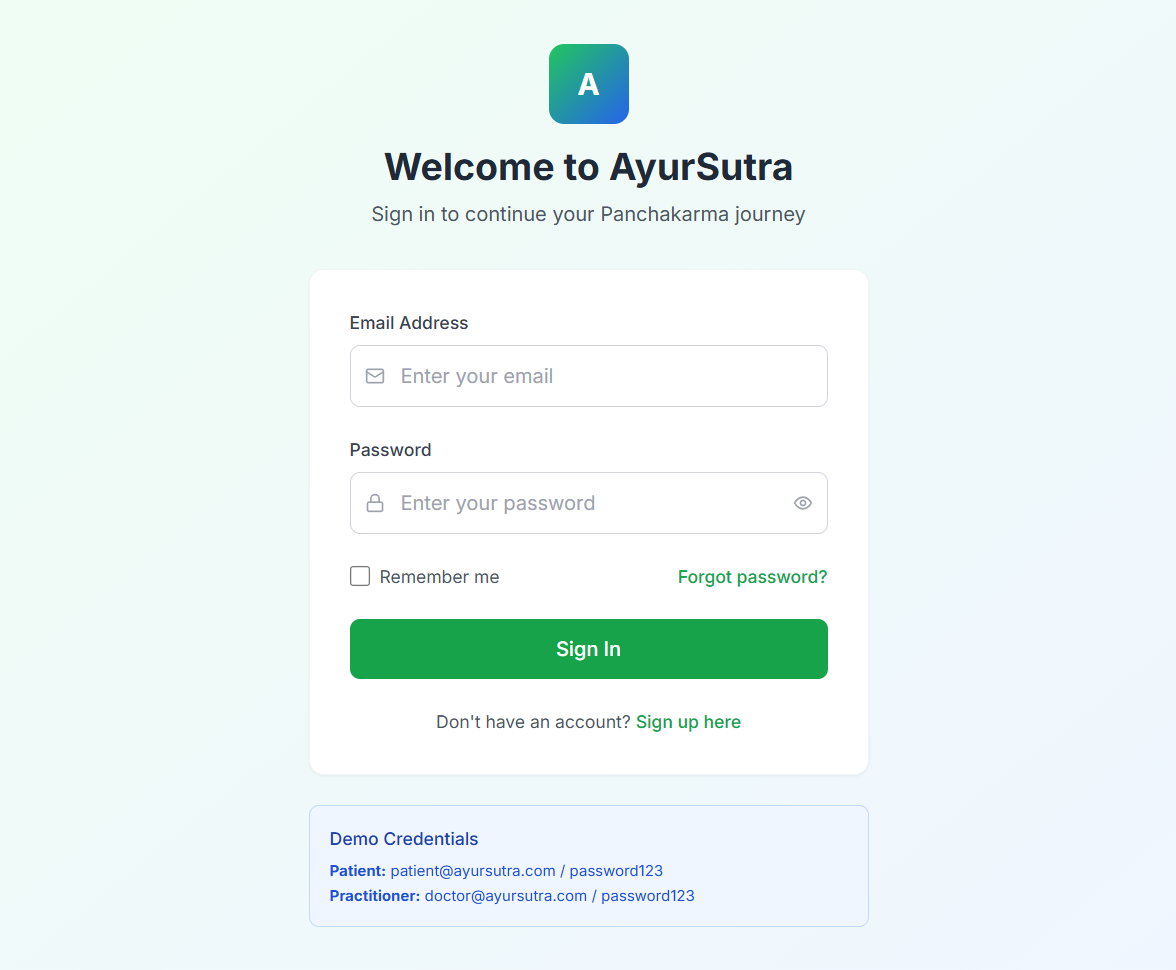 A
Welcome to AyurSutra
Sign in to continue your Panchakarma journey
Email Address
Enter your email
Password
Enter your password
Remember me
Forgot password?
Sign In
Don't have an account? Sign up here
Demo Credentials
Patient: patient@ayursutra.com / password123
Practitioner: doctor@ayursutra.com / password123